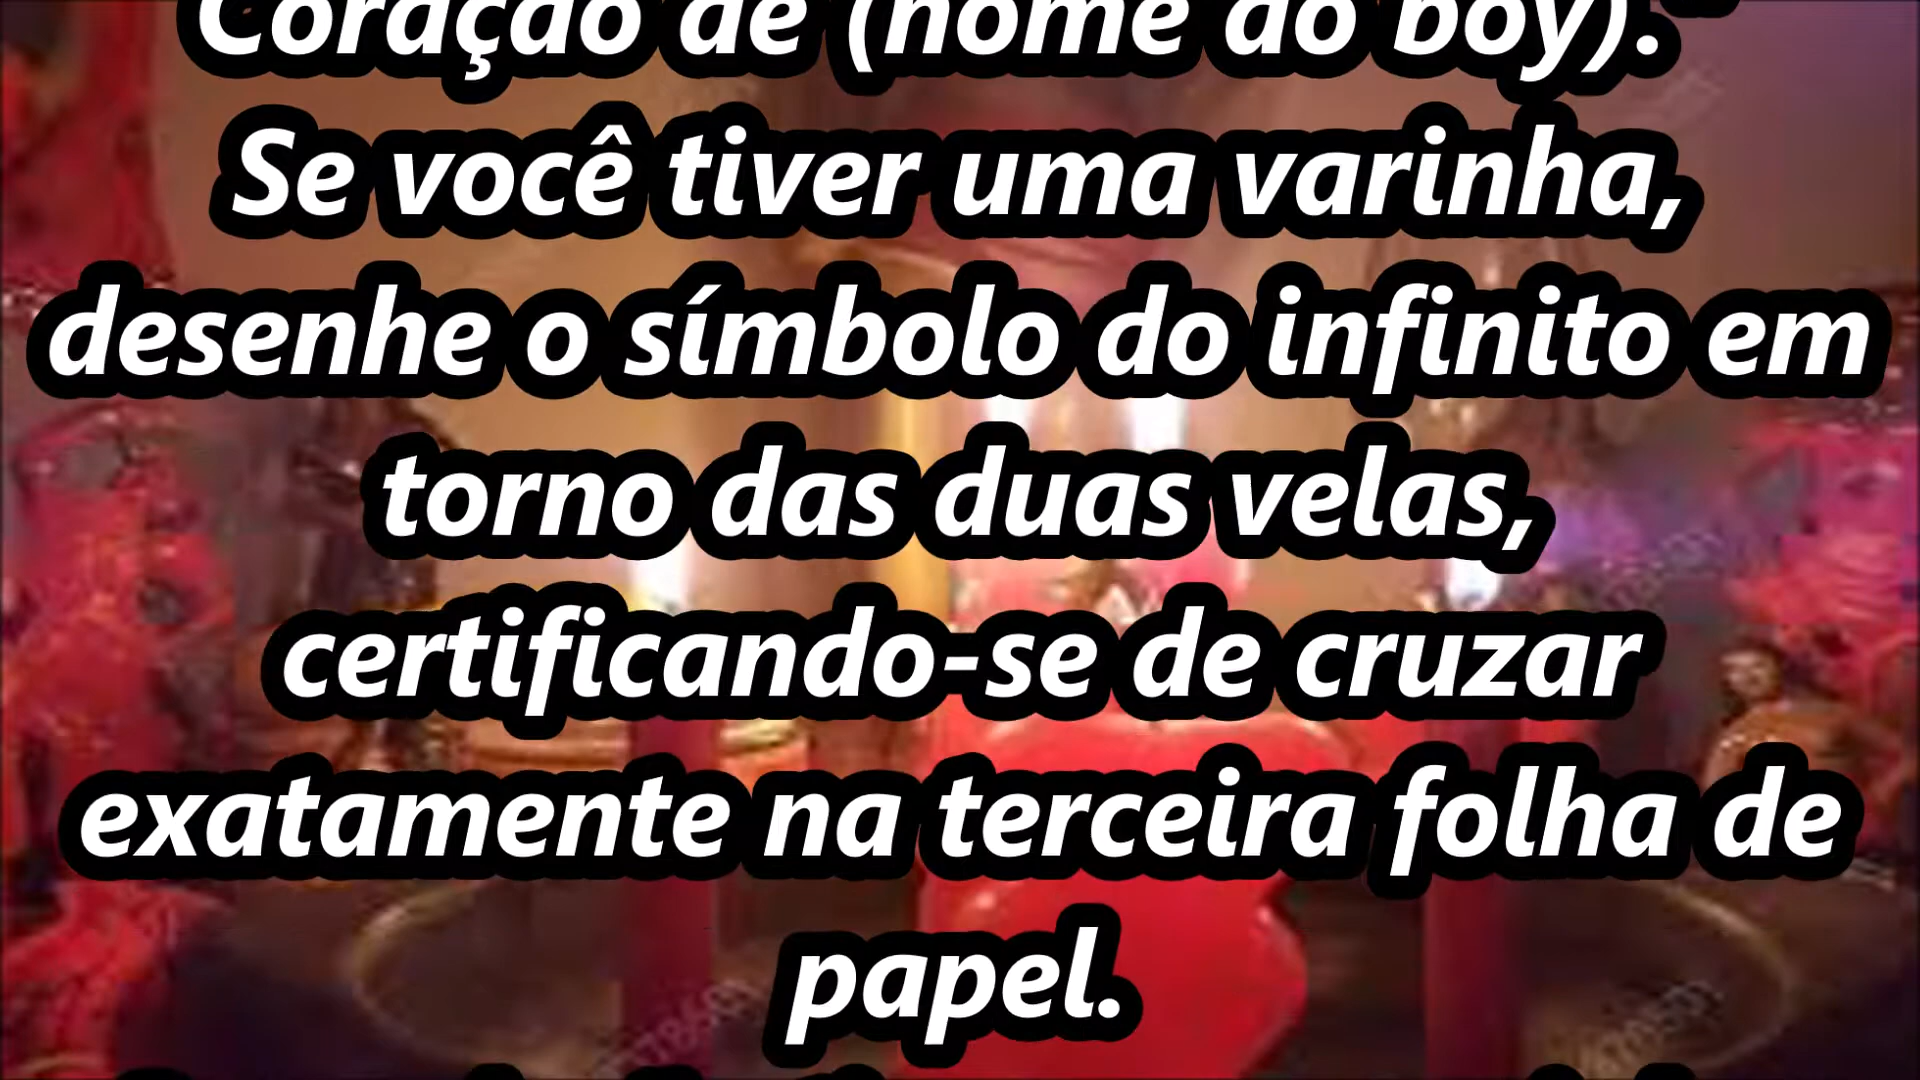 Coração de (nome do boy).
Se você tiver uma varinha,
desenhe o símbolo do infinito em
torno das duas velas,
certificando-se de cruzar
exatamente na terceira folha de
papel.